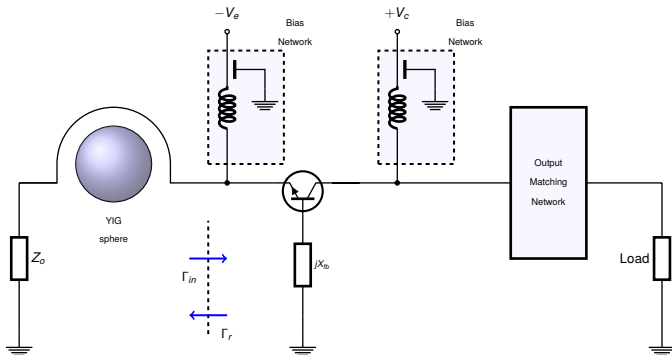 −Ve
+Vc
Bias
Network
Bias
Network
YIG
sphere
Output
Matching
Network
Zo
Γin
Γr
jXfb
Load